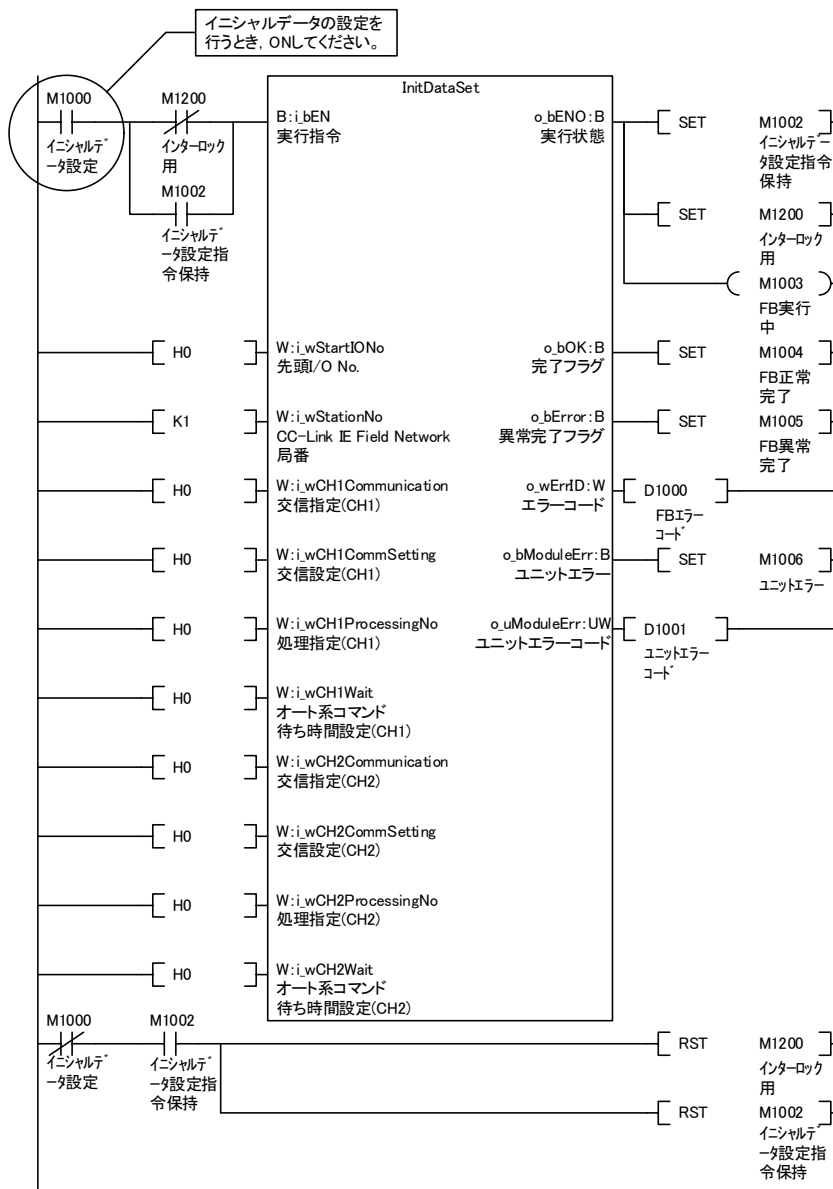 イニシャルデータの設定を
行うとき，ONしてください。
InitDataSet
M1000
イニシャルデ
ータ設定
M1200
インターロック
用
M1002
イニシャルデ
ータ設定指
令保持
B:i_bEN
実行指令
o_bENO:B
実行状態
SET M1002
イニシャルデー
タ設定指令
保持
SET M1200
インターロック
用
M1003
FB実行
中
H0
W:i_wStartIONo
先頭I/O No.
o_bOK:B
完了フラグ
SET M1004
FB正常
完了
K1
W:i_wStationNo
CC-Link IE Field Network
局番
o_bError:B
異常完了フラグ
SET M1005
FB異常
完了
H0
W:i_wCH1Communication
交信指定(CH1)
o_wErrID:W
エラーコード
D1000
FBエラー
コード
H0
W:i_wCH1CommSetting
交信設定(CH1)
o_bModuleErr:B
ユニットエラー
SET M1006
ユニットエラー
H0
W:i_wCH1ProcessingNo
処理指定(CH1)
o_uModuleErr:UW
ユニットエラーコード
D1001
ユニットエラー
コード
H0
W:i_wCH1Wait
オート系コマンド
待ち時間設定(CH1)
H0
W:i_wCH2Communication
交信指定(CH2)
H0
W:i_wCH2CommSetting
交信設定(CH2)
H0
W:i_wCH2ProcessingNo
処理指定(CH2)
H0
W:i_wCH2Wait
オート系コマンド
待ち時間設定(CH2)
M1000
イニシャルデ
ータ設定
M1002
イニシャルデ
ータ設定指
令保持
RST M1200
インターロック
用
RST M1002
イニシャルデ
ータ設定指
令保持